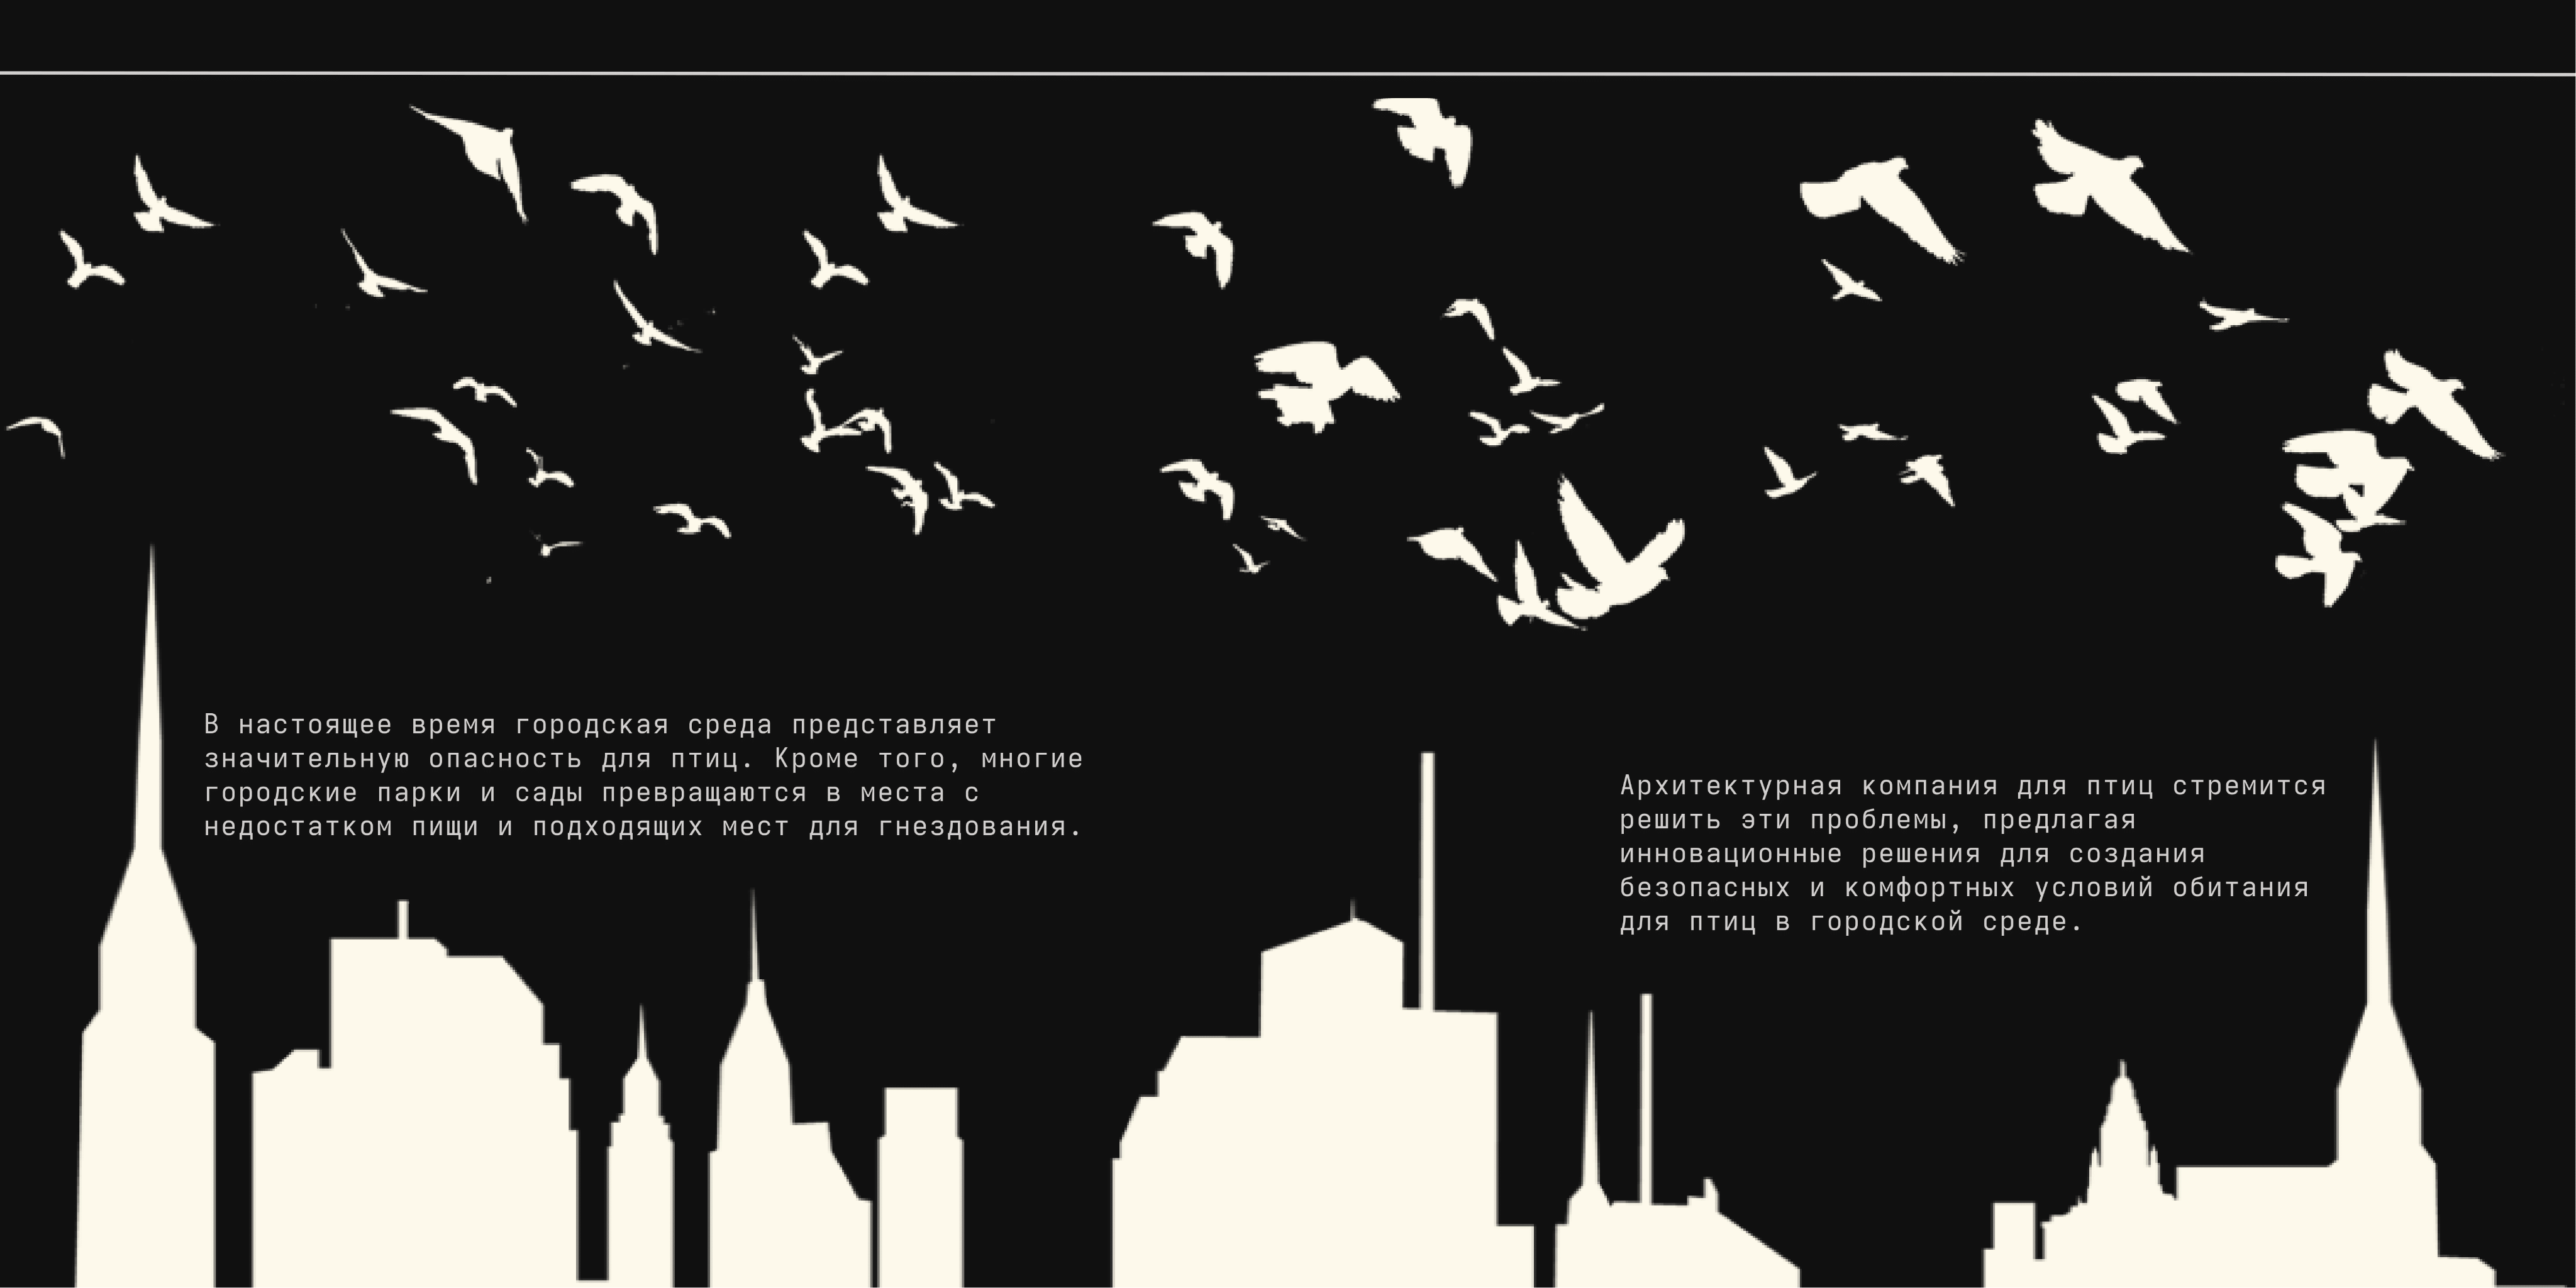 В настоящее время городская среда представляет
значительную опасность для птиц. Кроме того, многие
городские парки и сады превращаются в места с
недостатком пищи и подходящих мест для гнездования.
Архитектурная компания для птиц стремится
решить эти проблемы, предлагая
инновационные решения для создания
безопасных и комфортных условий обитания
для птиц в городской среде.